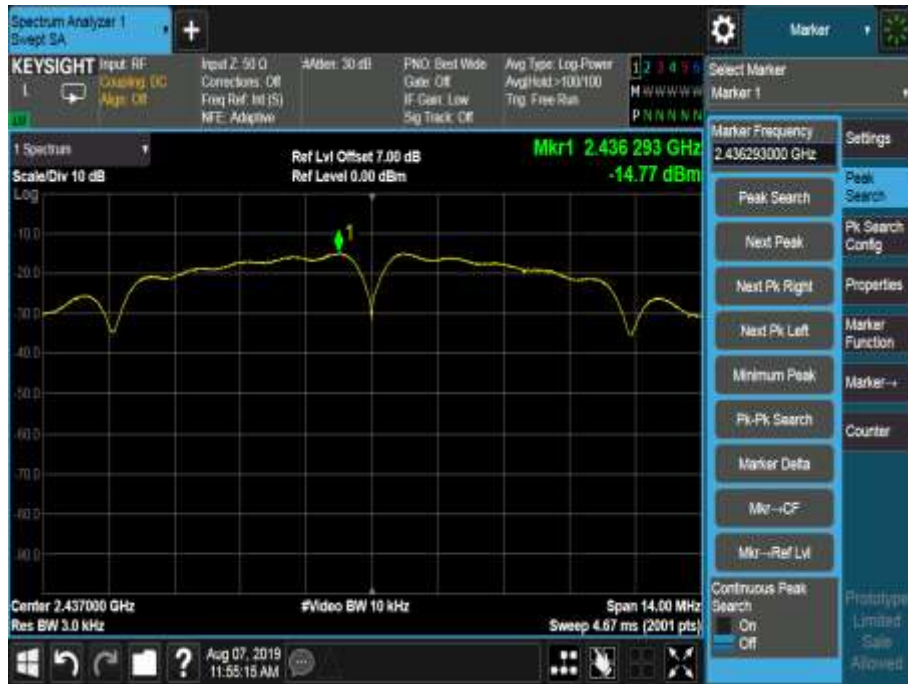 Spectrum Analyzer 1
Swept SA
+
Marker
KEYSIGHT
L
Input: RF
Coupling: DC
Align: Off
Input Z: 50 Ω
Corrections: Off
Freq Ref: Int (S)
NFE: Adaptive
#Atten: 30 dB
PNO: Best Wide
Gate: Off
IF Gain: Low
Sig Track: Off
Avg Type: Log-Power
Avg|Hold:>100/100
Trig: Free Run
1 2 3 4 5 6
M W W W W W
P N N N N N
Select Marker
Marker 1
1 Spectrum
Scale/Div 10 dB
Ref Lvl Offset 7.00 dB
Ref Level 0.00 dBm
Mkr1 2.436 293 GHz
-14.77 dBm
Log
-10.0
-20.0
-30.0
-40.0
-50.0
-60.0
-70.0
-80.0
-90.0
1
Center 2.437000 GHz
Res BW 3.0 kHz
#Video BW 10 kHz
Span 14.00 MHz
Sweep 4.67 ms (2001 pts)
Marker Frequency
2.436293000 GHz
Peak Search
Next Peak
Next Pk Right
Next Pk Left
Minimum Peak
Pk-Pk Search
Marker Delta
Mkr→CF
Mkr→Ref Lvl
Continuous Peak
Search
On
Off
Settings
Peak
Search
Pk Search
Config
Properties
Marker
Function
Marker→
Counter
Prototype
Limited
Sale
Allowed
?
Aug 07, 2019
11:55:15 AM